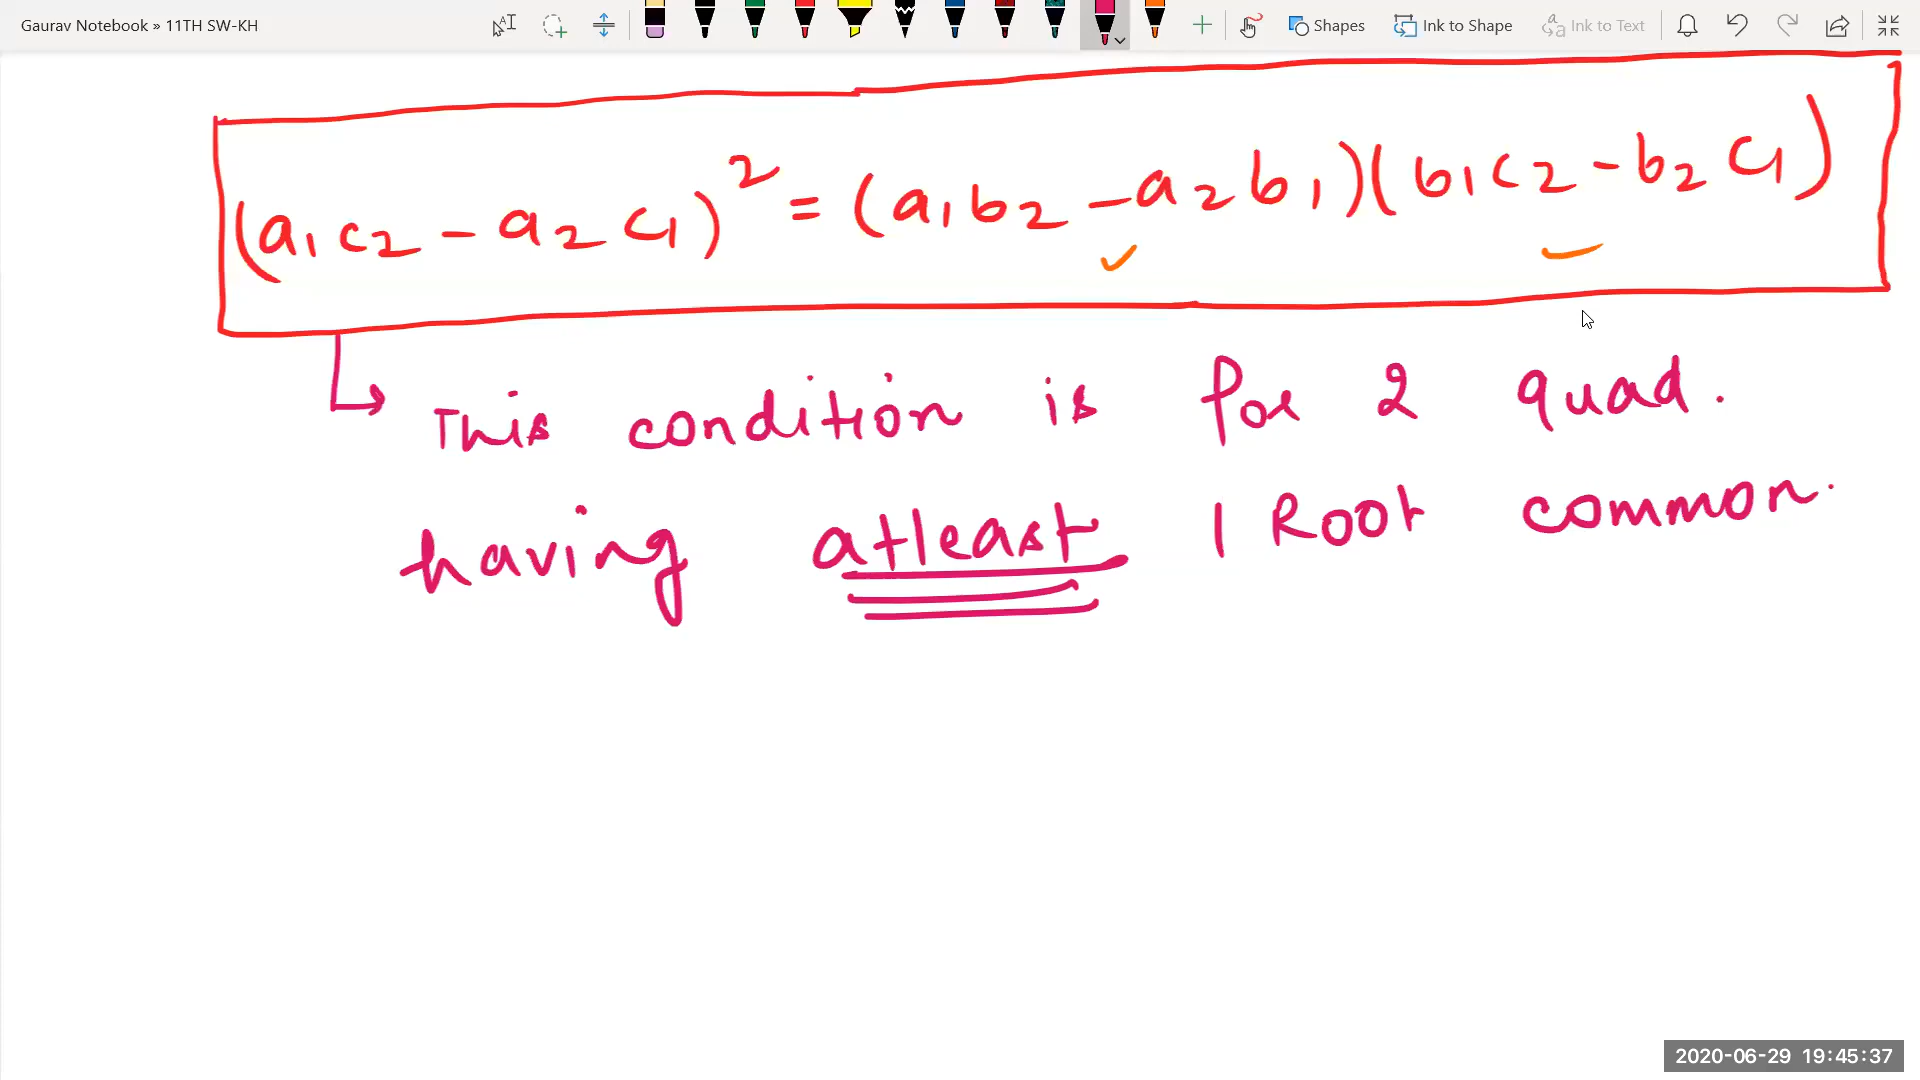 Gaurav Notebook » 11TH SW-KH
Shapes
Ink to Shape
Ink to Text
(a₁c₂ - a₂c₁)² = (a₁b₂ - a₂b₁)(b₁c₂ - b₂c₁)
This condition is for 2 quad.
having atleast 1 Root common.
2020-06-29 19:45:37